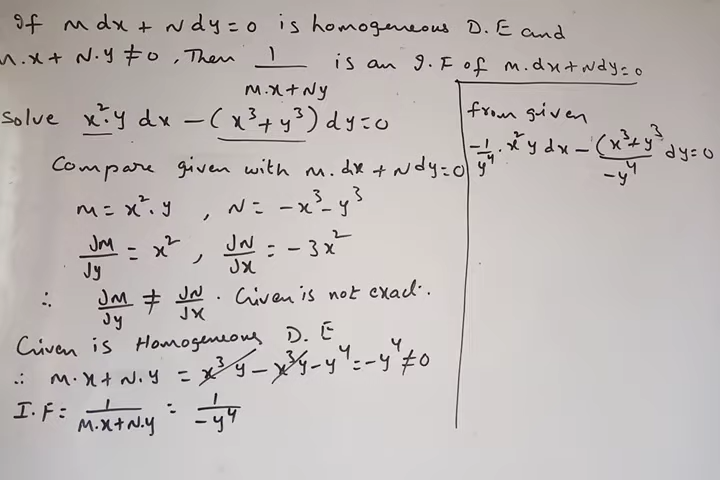 If M dx + N dy = 0 is homogeneous D.E and
M.x + N.y ≠ 0, Then 1/(M.x + Ny) is an I.F of M.dx + N dy = 0
Solve x².y dx − (x³ + y³) dy = 0
Compare given with M.dx + N dy = 0
M = x².y , N = −x³ − y³
∂M/∂y = x² , ∂N/∂x = −3x²
∴ ∂M/∂y ≠ ∂N/∂x . Given is not exact.
Given is Homogeneous D.E
∴ M.x + N.y = x³y − x³y − y⁴ = −y⁴ ≠ 0
I.F = 1/(M.x + N.y) = 1/−y⁴
from given
−1/y⁴ . x² y dx − (x³ + y³)/−y⁴ dy = 0